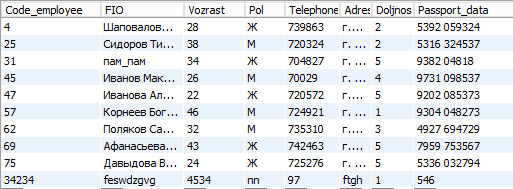 Code_employee FIO Vozrast Pol Telephone Adres Doljnos Passport_data
4 Шаповалов... 28 Ж 739863 г.... 2 5392 059324
25 Сидоров Ти... 38 М 720324 г. ... 2 5316 324537
31 пам_пам 34 Ж 704827 г. ... 5 9382 04818
45 Иванов Мак... 26 М 70029 г. ... 4 9731 098537
47 Иванова Ал... 22 Ж 720572 г. ... 5 9202 085373
57 Корнеев Бог... 46 М 724921 г. ... 1 9304 048273
62 Поляков Са... 32 М 735310 г. ... 3 4927 694729
69 Афанасьева... 43 Ж 742463 г.... 5 7959 753567
75 Давыдова В... 24 Ж 725276 г. ... 5 5336 032794
34234 feswdzgvg 4534 nn 97 ftgh 1 546